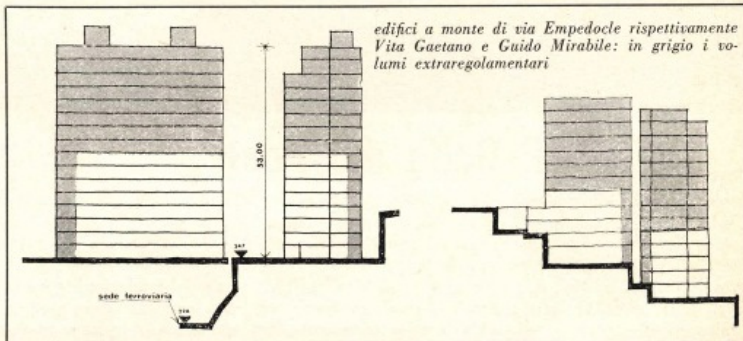 edifici a monte di via Empedocle rispettivamente
Vita Gaetano e Guido Mirabile: in grigio i vo-
lumi extraregolamentari
53.00
sede ferroviaria